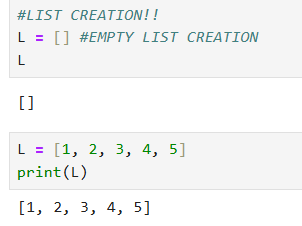 #LIST CREATION!!
L = [] #EMPTY LIST CREATION
L
[]
L = [1, 2, 3, 4, 5]
print(L)
[1, 2, 3, 4, 5]